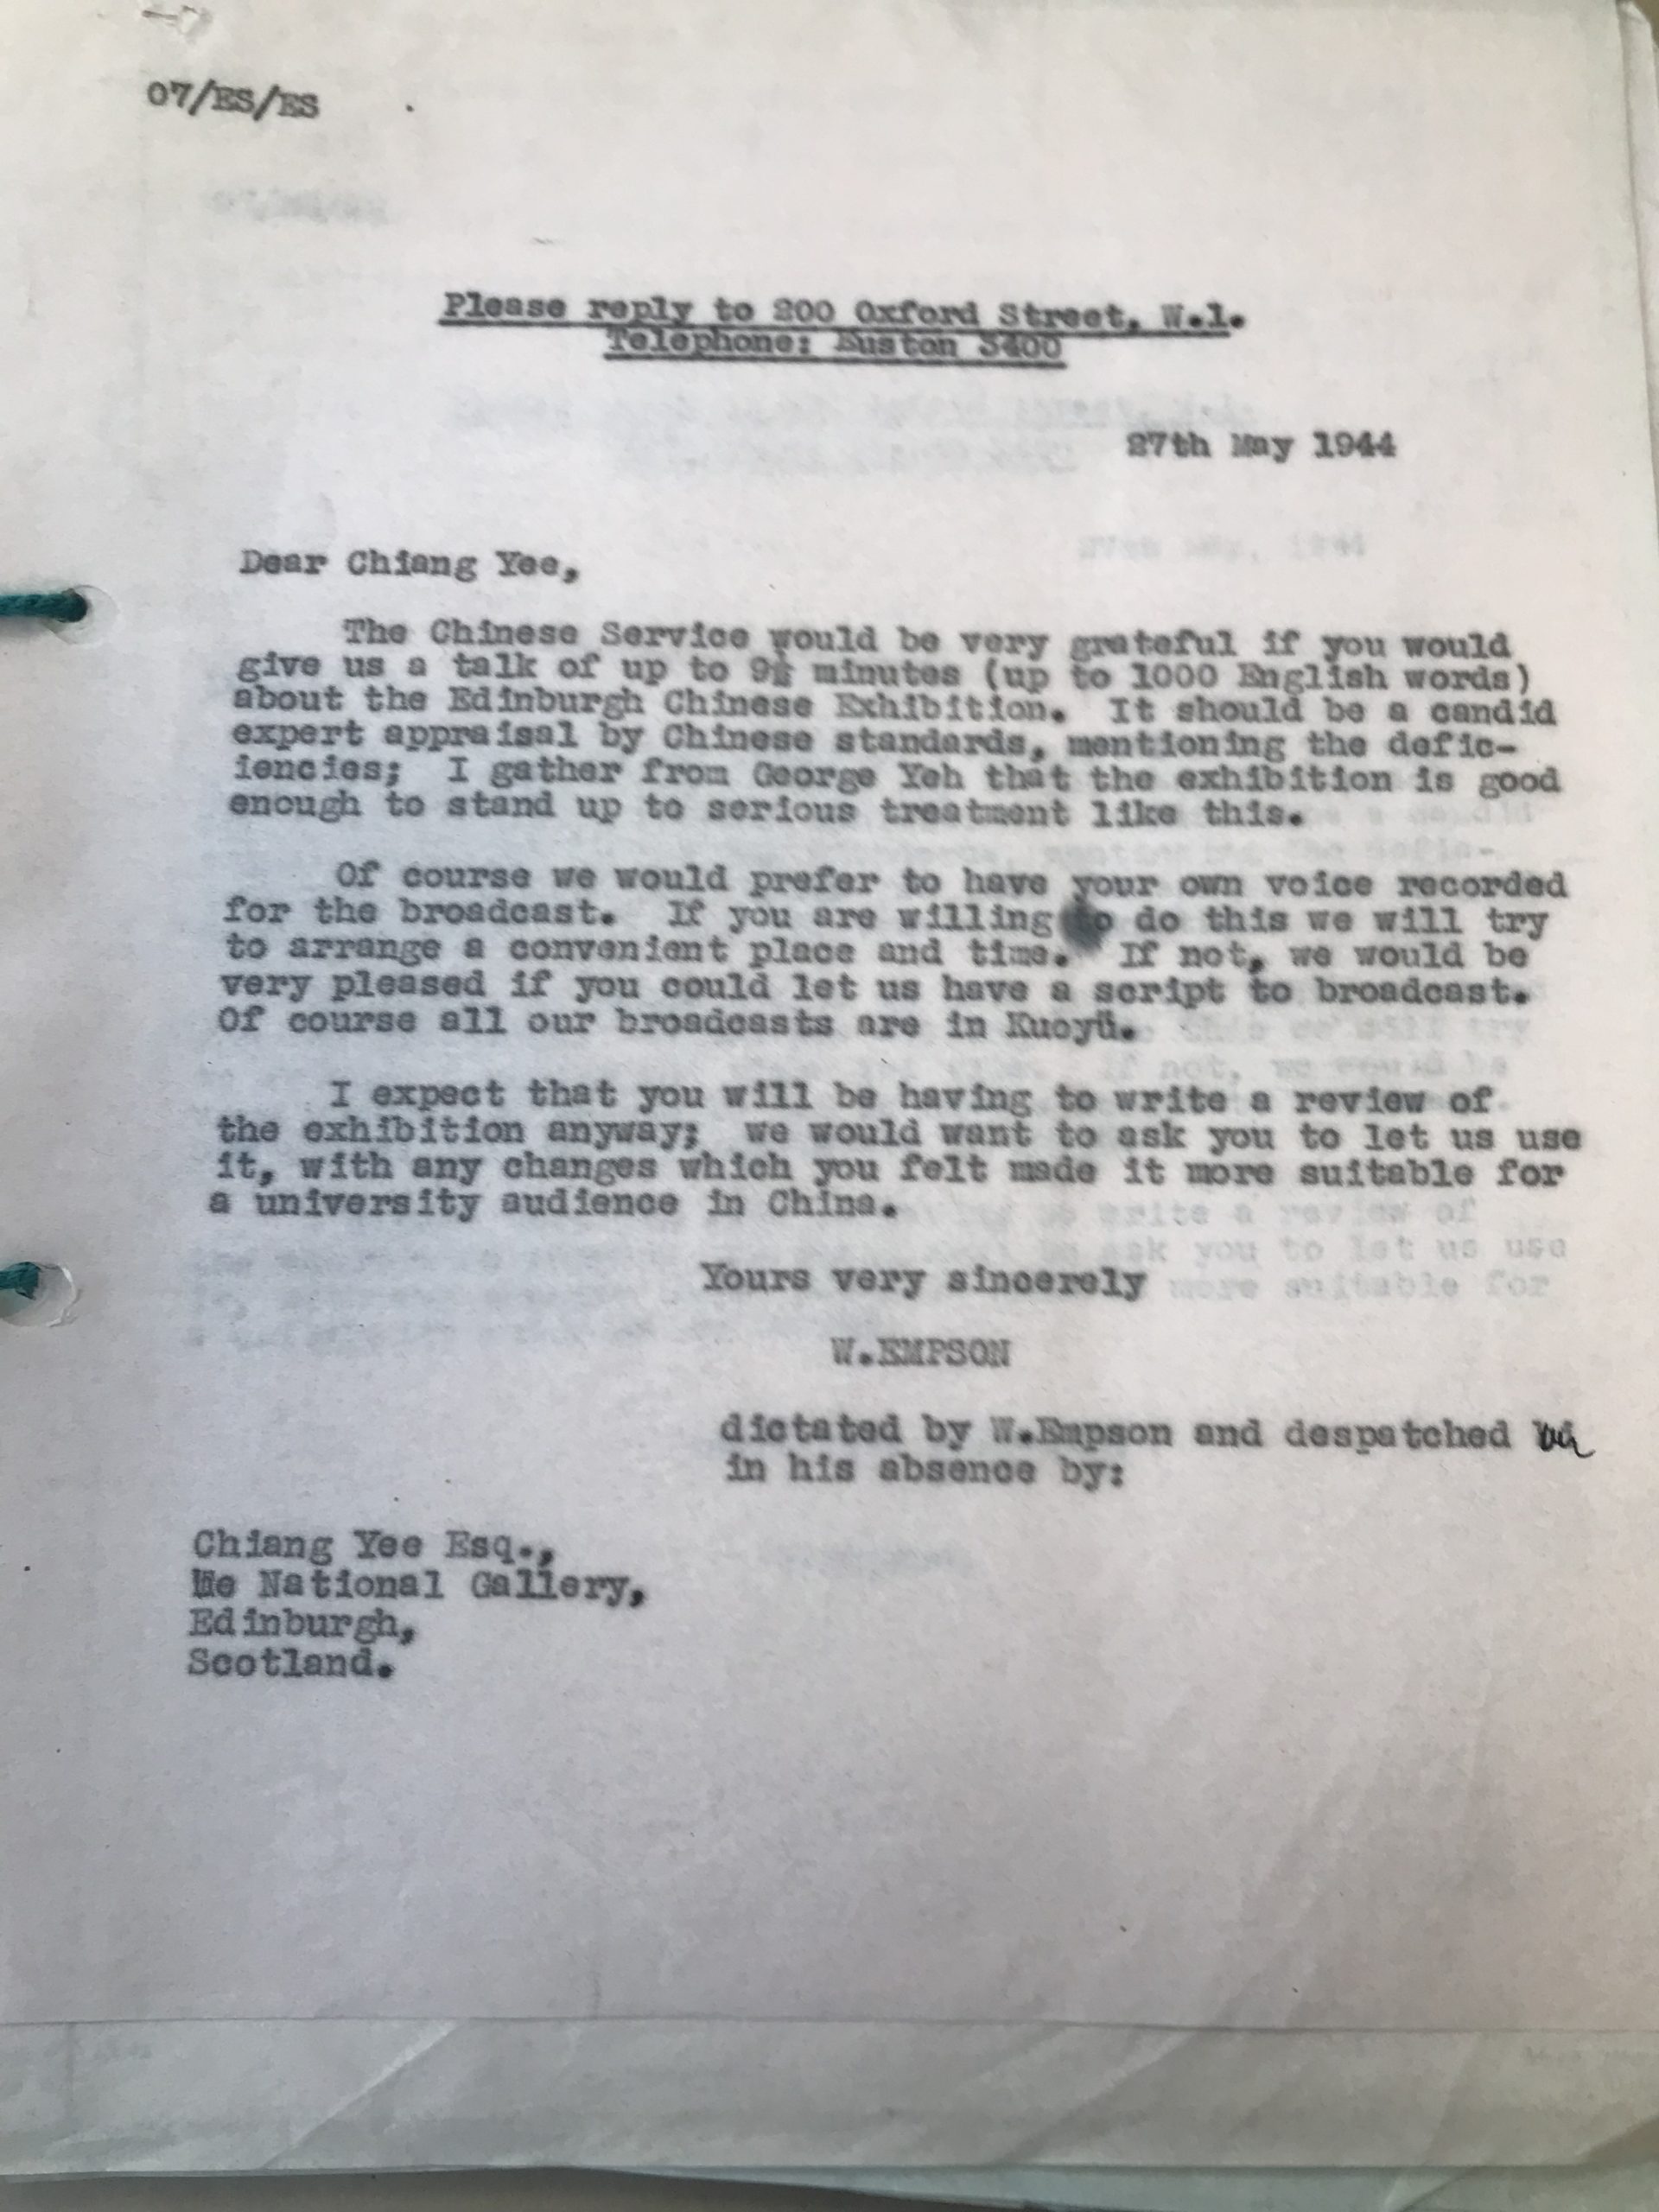 07/ES/ES
Please reply to 200 Oxford Street, W.1.
Telephone: Euston 3400
27th May 1944
Dear Chiang Yee,
The Chinese Service would be very grateful if you would
give us a talk of up to 9½ minutes (up to 1000 English words)
about the Edinburgh Chinese Exhibition. It should be a candid
expert appraisal by Chinese standards, mentioning the defic-
iencies; I gather from George Yeh that the exhibition is good
enough to stand up to serious treatment like this.
Of course we would prefer to have your own voice recorded
for the broadcast. If you are willing to do this we will try
to arrange a convenient place and time. If not, we would be
very pleased if you could let us have a script to broadcast.
Of course all our broadcasts are in Kuoyü.
I expect that you will be having to write a review of
the exhibition anyway; we would want to ask you to let us use
it, with any changes which you felt made it more suitable for
a university audience in China.
Yours very sincerely
W.EMPSON
dictated by W.Empson and despatched
in his absence by:
Chiang Yee Esq.,
National Gallery,
Edinburgh,
Scotland.